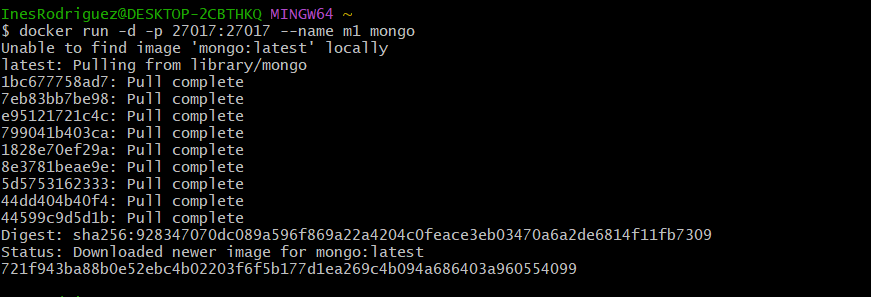 InesRodriguez@DESKTOP-2CBTHKQ MINGW64 ~
$ docker run -d -p 27017:27017 --name m1 mongo
Unable to find image 'mongo:latest' locally
latest: Pulling from library/mongo
1bc677758ad7: Pull complete
7eb83bb7be98: Pull complete
e95121721c4c: Pull complete
799041b403ca: Pull complete
1828e70ef29a: Pull complete
8e3781beae9e: Pull complete
5d5753162333: Pull complete
44dd404b40f4: Pull complete
44599c9d5d1b: Pull complete
Digest: sha256:928347070dc089a596f869a22a4204c0feace3eb03470a6a2de6814f11fb7309
Status: Downloaded newer image for mongo:latest
721f943ba88b0e52ebc4b02203f6f5b177d1ea269c4b094a686403a960554099